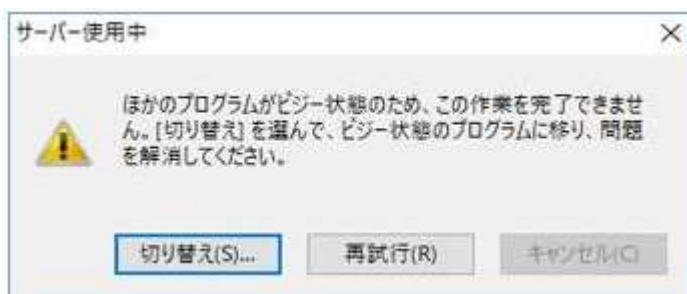 サーバー使用中
ほかのプログラムがビジー状態のため、この作業を完了できませ
ん。[切り替え] を選んで、ビジー状態のプログラムに移り、問題
を解消してください。
切り替え(S)...
再試行(R)
キャンセル(C)